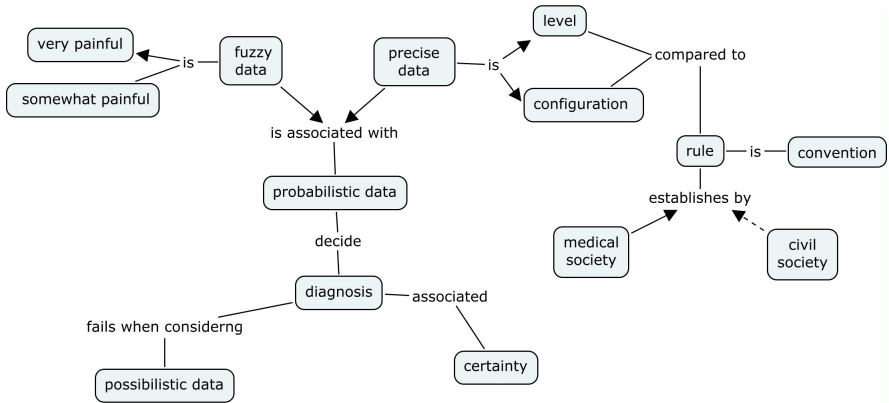 level
very painful
fuzzy
data
precise
data
is
is
compared to
somewhat painful
configuration
is associated with
rule
is
convention
probabilistic data
establishes by
decide
medical
society
civil
society
diagnosis
associated
fails when considerng
certainty
possibilistic data